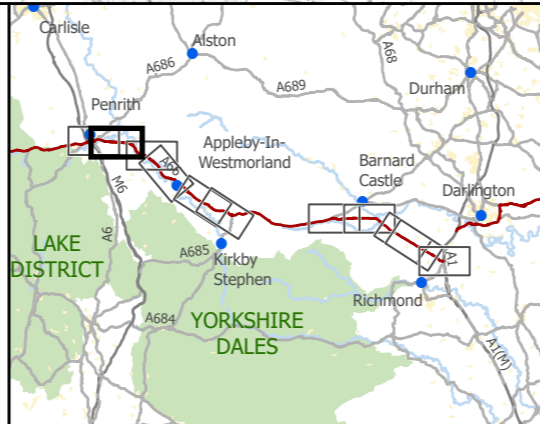 Carlisle
Alston
A68
A686
A689
Durham
Penrith
Appleby-In-
Westmorland
Barnard
Castle
A66
Darlington
M6
LAKE
DISTRICT
A6
A685
Kirkby
Stephen
A1
Richmond
A684
YORKSHIRE
DALES
A1(M)